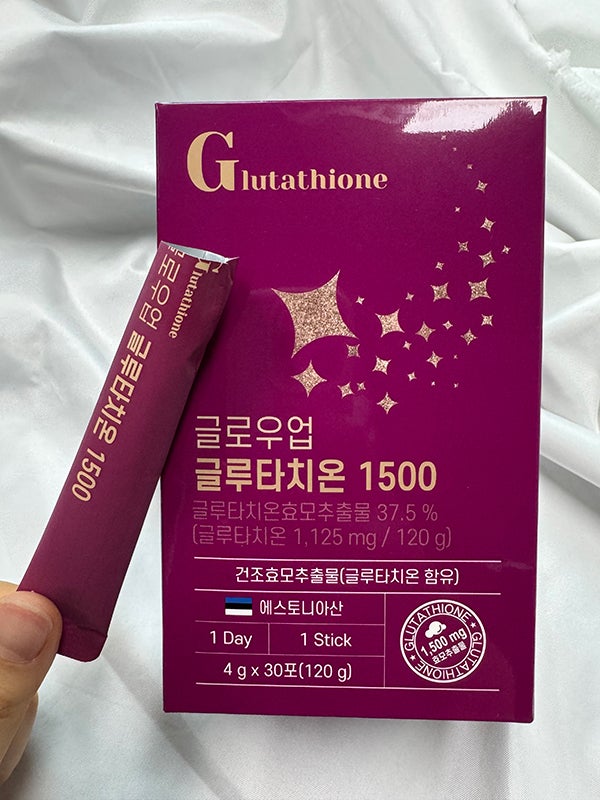 Glutathione
글로우업
글루타치온 1500
글루타치온효모추출물 37.5 %
(글루타치온 1,125 mg / 120 g)
건조효모추출물(글루타치온 함유)
에스토니아산
1 Day
1 Stick
4 g x 30포(120 g)
GLUTATHIONE
1,500 mg
효모추출물
GLUTATHIONE
Glutathione
글로우업 글루타치온 1500